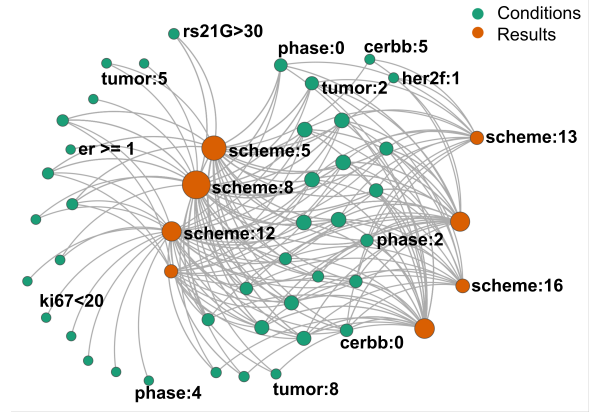 Conditions
Results
rs21G>30
phase:0
cerbb:5
tumor:5
tumor:2
her2f:1
scheme:13
er >= 1
scheme:5
scheme:8
scheme:12
phase:2
scheme:16
ki67<20
cerbb:0
phase:4
tumor:8